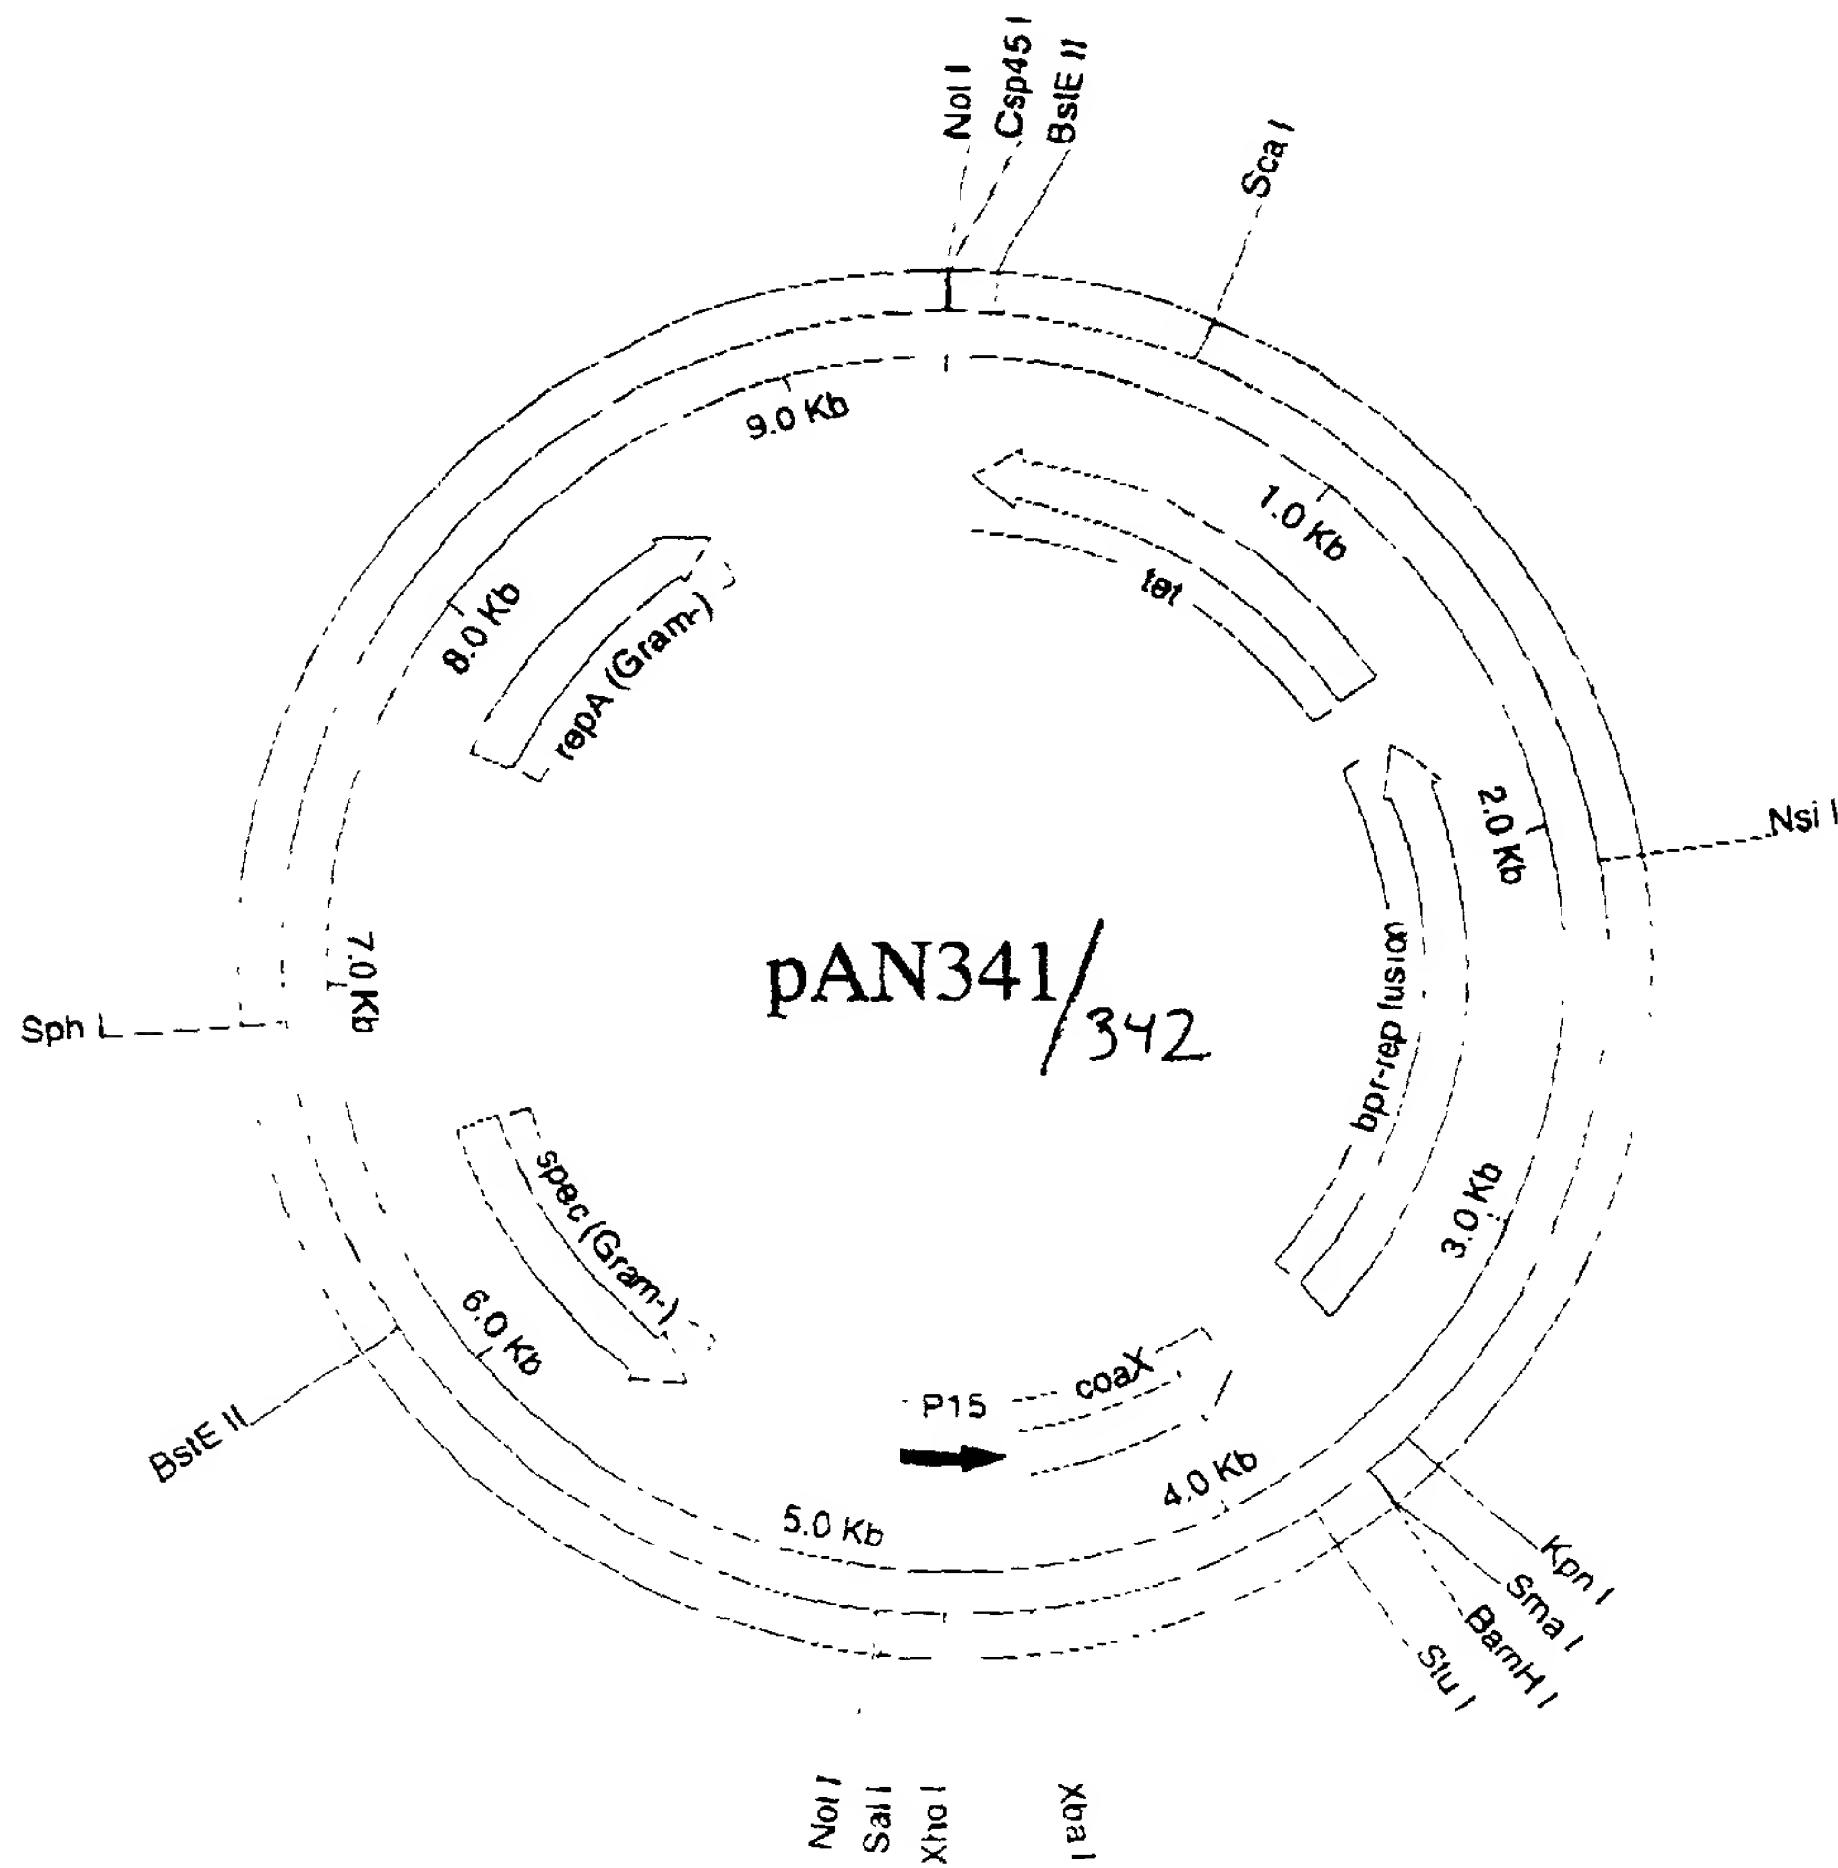 Not I
Csp45 I
BstE II
Sca I
9.0 Kb
1.0 Kb
tet
8.0 Kb
repA (Gram-)
2.0 Kb
Nsi I
7.0 Kb
pAN341/342
bpr-rep fusion
Sph I
spec (Gram-)
3.0 Kb
6.0 Kb
coaX
P15
BstE II
4.0 Kb
5.0 Kb
Kpn I
Sma I
BamH I
Stu I
Not I
Sal I
Xho I
Xba I